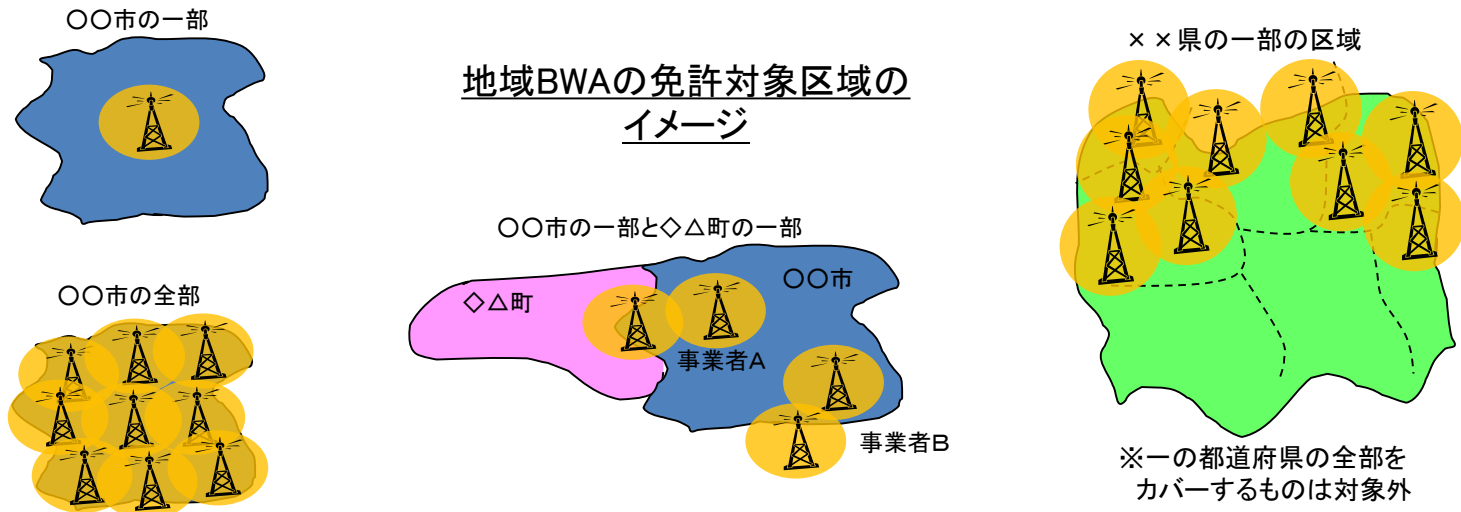 〇〇市の一部
地域BWAの免許対象区域の
イメージ
××県の一部の区域
〇〇市の一部と◇△町の一部
〇〇市の全部
◇△町
〇〇市
事業者A
事業者B
※一の都道府県の全部を
カバーするものは対象外